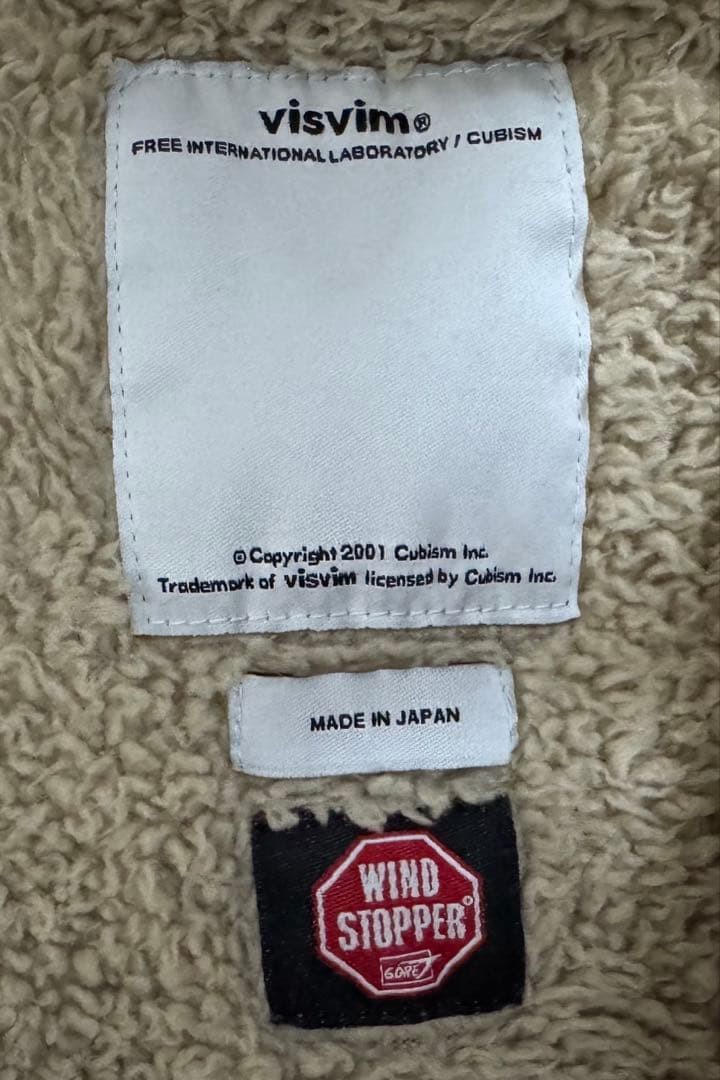 visvim®
FREE INTERNATIONAL LABORATORY / CUBISM
© Copyright 2001 Cubism Inc.
Trademark of visvim licensed by Cubism Inc.
MADE IN JAPAN
WIND
STOPPER®
GORE